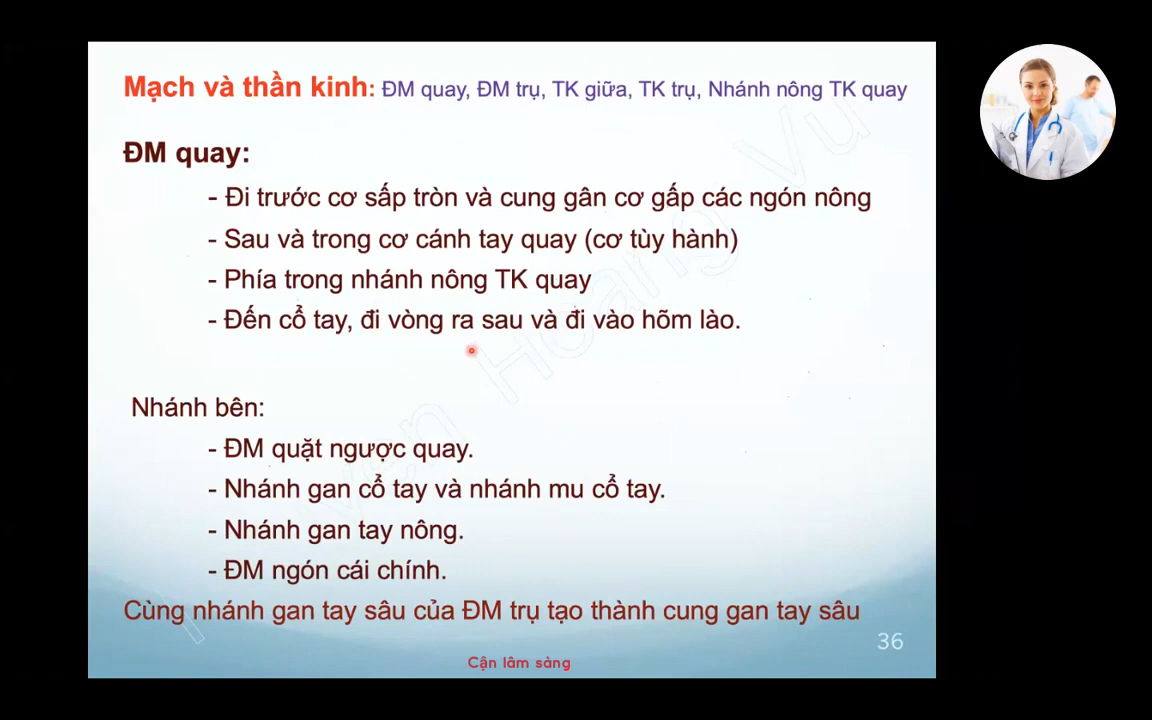 Mạch và thần kinh: ĐM quay, ĐM trụ, TK giữa, TK trụ, Nhánh nông TK quay
ĐM quay:
- Đi trước cơ sấp tròn và cung gân cơ gấp các ngón nông
- Sau và trong cơ cánh tay quay (cơ tùy hành)
- Phía trong nhánh nông TK quay
- Đến cổ tay, đi vòng ra sau và đi vào hõm lào.
Nhánh bên:
- ĐM quặt ngược quay.
- Nhánh gan cổ tay và nhánh mu cổ tay.
- Nhánh gan tay nông.
- ĐM ngón cái chính.
Cùng nhánh gan tay sâu của ĐM trụ tạo thành cung gan tay sâu
36
Cận lâm sàng